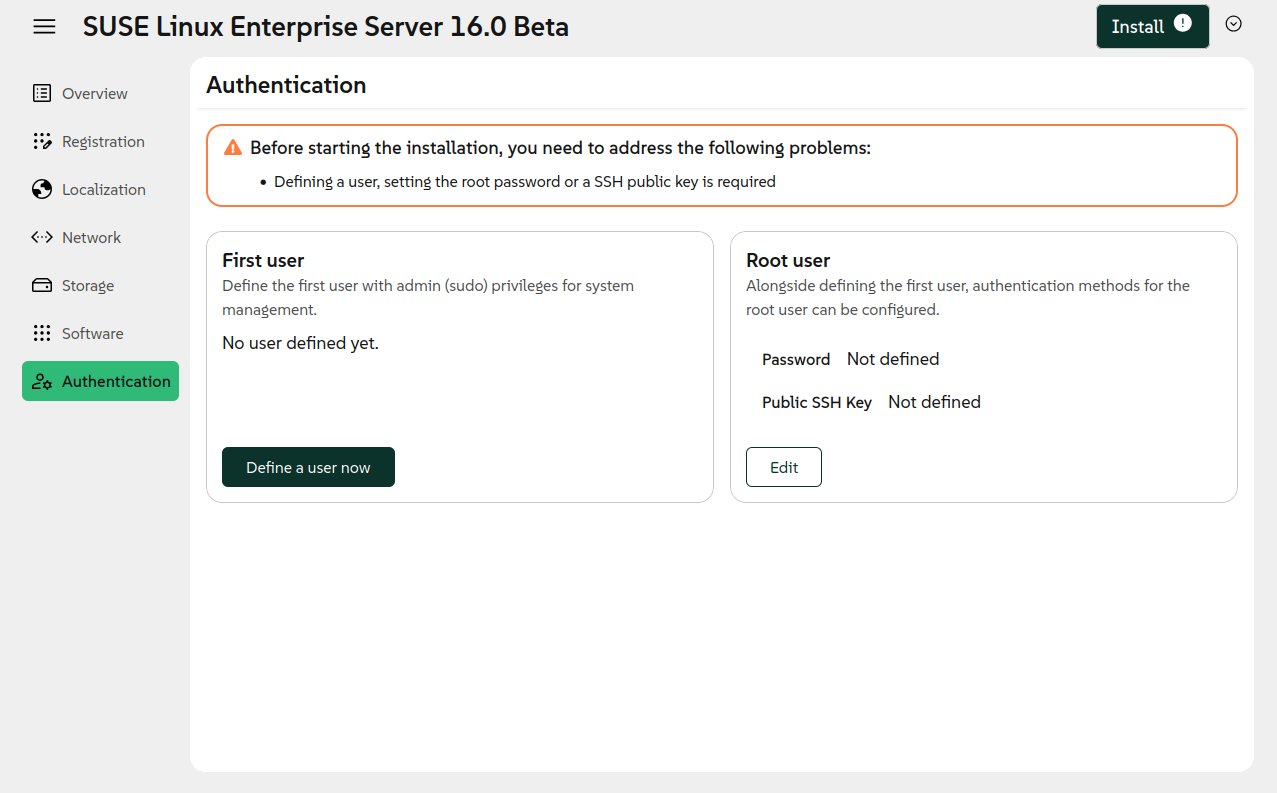 SUSE Linux Enterprise Server 16.0 Beta
Install
Overview
Registration
Localization
Network
Storage
Software
Authentication
Authentication
Before starting the installation, you need to address the following problems:
• Defining a user, setting the root password or a SSH public key is required
First user
Define the first user with admin (sudo) privileges for system
management.
No user defined yet.
Define a user now
Root user
Alongside defining the first user, authentication methods for the
root user can be configured.
Password Not defined
Public SSH Key Not defined
Edit